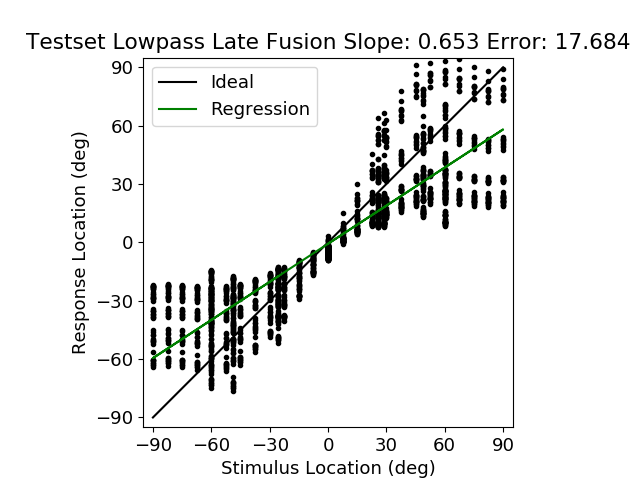 Testset Lowpass Late Fusion Slope: 0.653 Error: 17.684
Ideal
Regression
90
60
30
0
−30
−60
−90
Response Location (deg)
−90 −60 −30 0 30 60 90
Stimulus Location (deg)